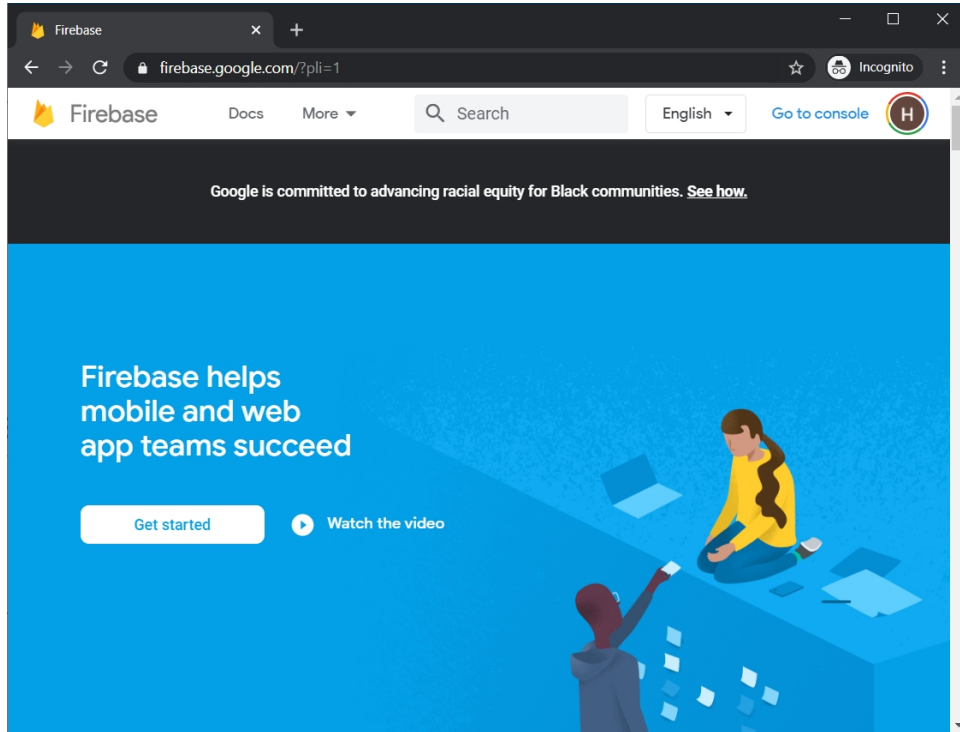 Firebase
firebase.google.com/?pli=1
Incognito
Firebase
Docs
More
Search
English
Go to console
H
Google is committed to advancing racial equity for Black communities. See how.
Firebase helps
mobile and web
app teams succeed
Get started
Watch the video